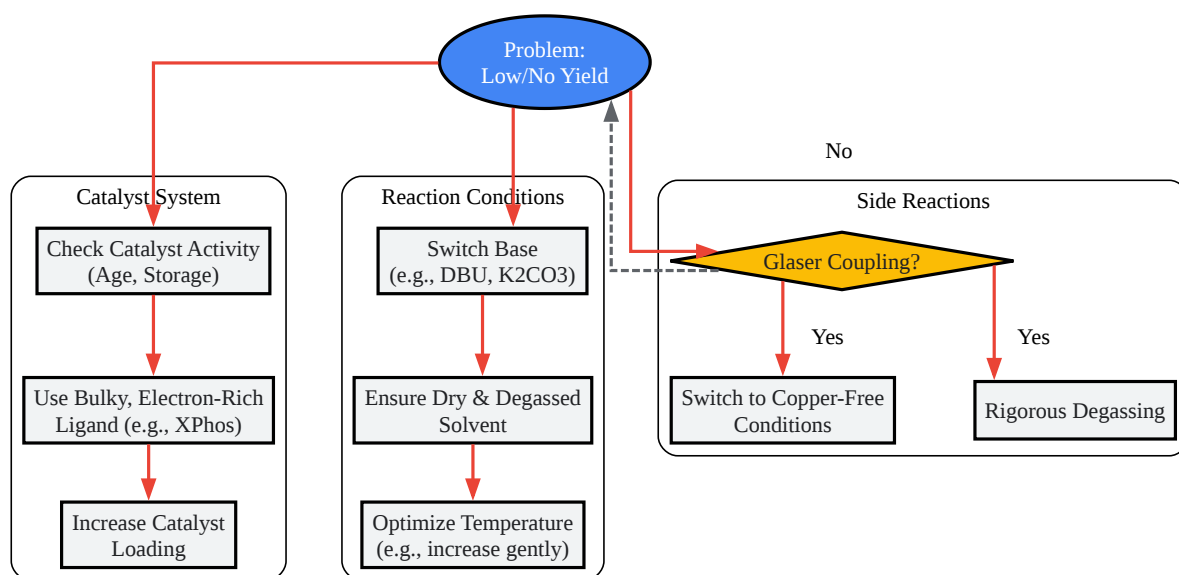 Problem:
Low/No Yield
No
Catalyst System
Check Catalyst Activity
(Age, Storage)
Use Bulky, Electron-Rich
Ligand (e.g., XPhos)
Increase Catalyst
Loading
Reaction Conditions
Switch Base
(e.g., DBU, K2CO3)
Ensure Dry & Degassed
Solvent
Optimize Temperature
(e.g., increase gently)
Side Reactions
Glaser Coupling?
Yes
Yes
Switch to Copper-Free
Conditions
Rigorous Degassing